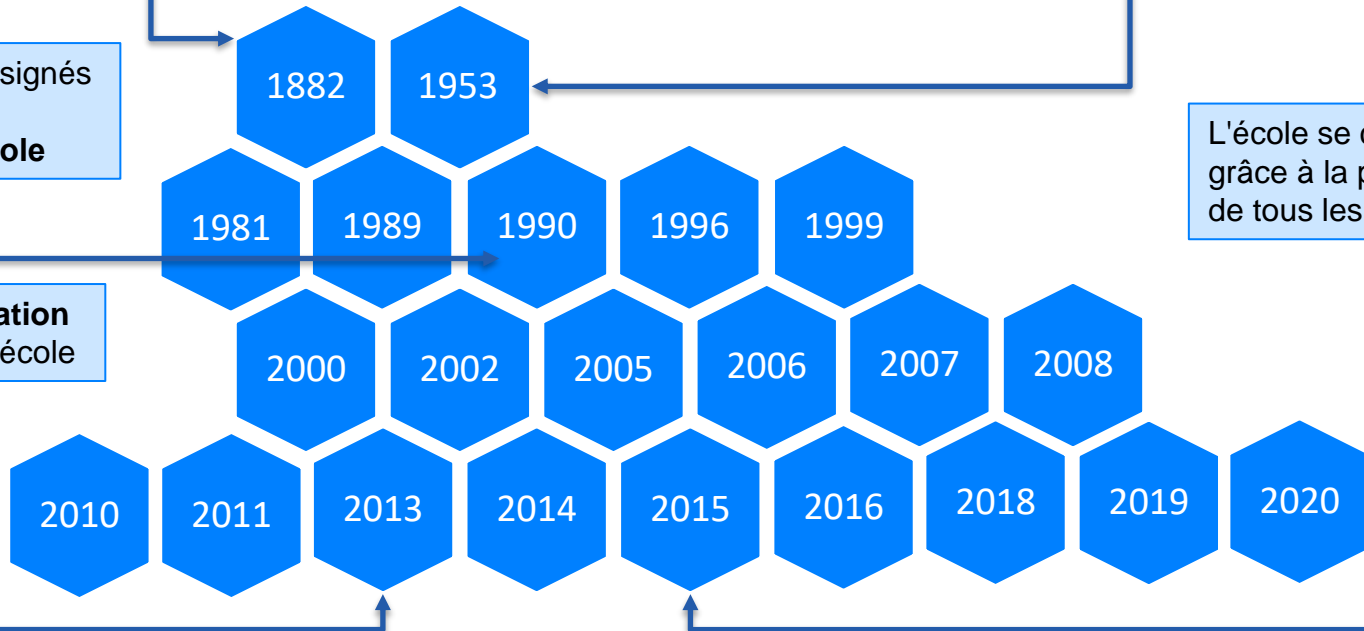 1882 1953
signés
ole
L'école se
grâce à la
de tous les
1981 1989 1990 1996 1999
ation
école
2000 2002 2005 2006 2007 2008
2010 2011 2013 2014 2015 2016 2018 2019 2020